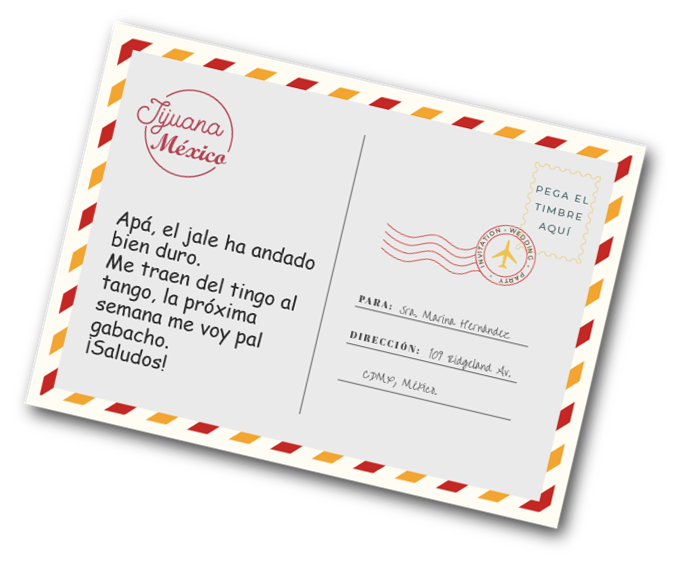 Tijuana
México
Apá, el jale ha andado
bien duro.
Me traen del tingo al
tango, la próxima
semana me voy pal
gabacho.
¡Saludos!
PEGA EL
TIMBRE
AQUÍ
INVITATION • WEDDING • PARTY •
PARA: Sra. Marina Hernández
DIRECCIÓN: 109 Ridgeland Av.
CDMX, México.